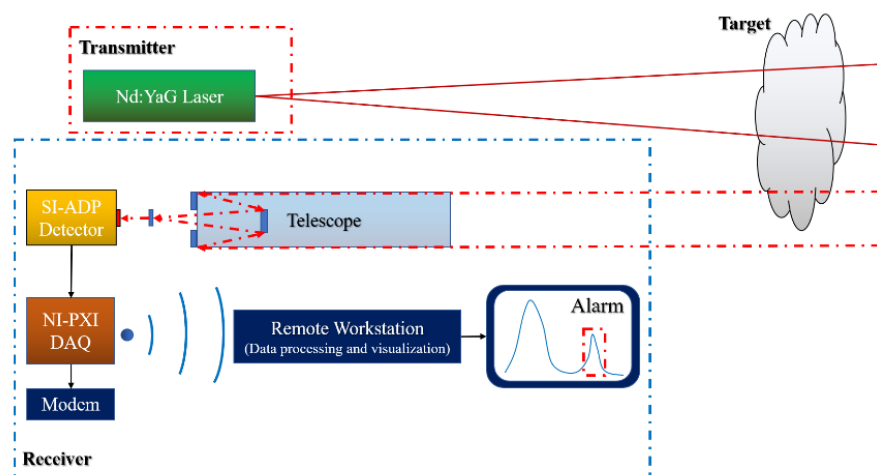 Transmitter
Target
Nd:YaG Laser
SI-ADP
Detector
Telescope
NI-PXI
DAQ
Remote Workstation
(Data processing and visualization)
Alarm
Modem
Receiver